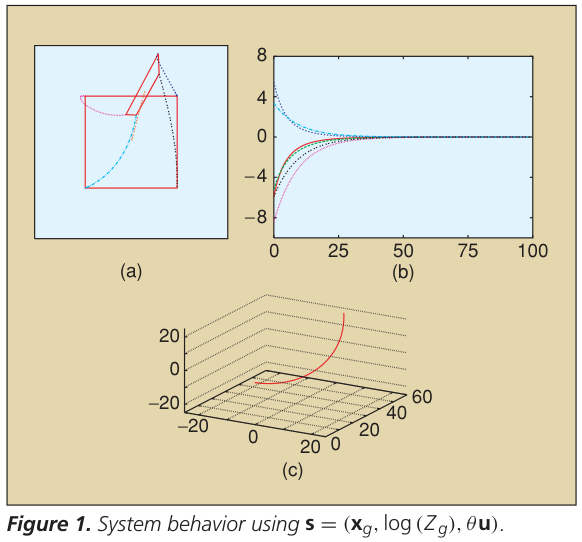 (a)
8
4
0
−4
−8
0 25 50 75 100
(b)
20
0
−20
−20 0 20
0 20 40 60
(c)
Figure 1. System behavior using s = (x_g, log (Z_g), θu).